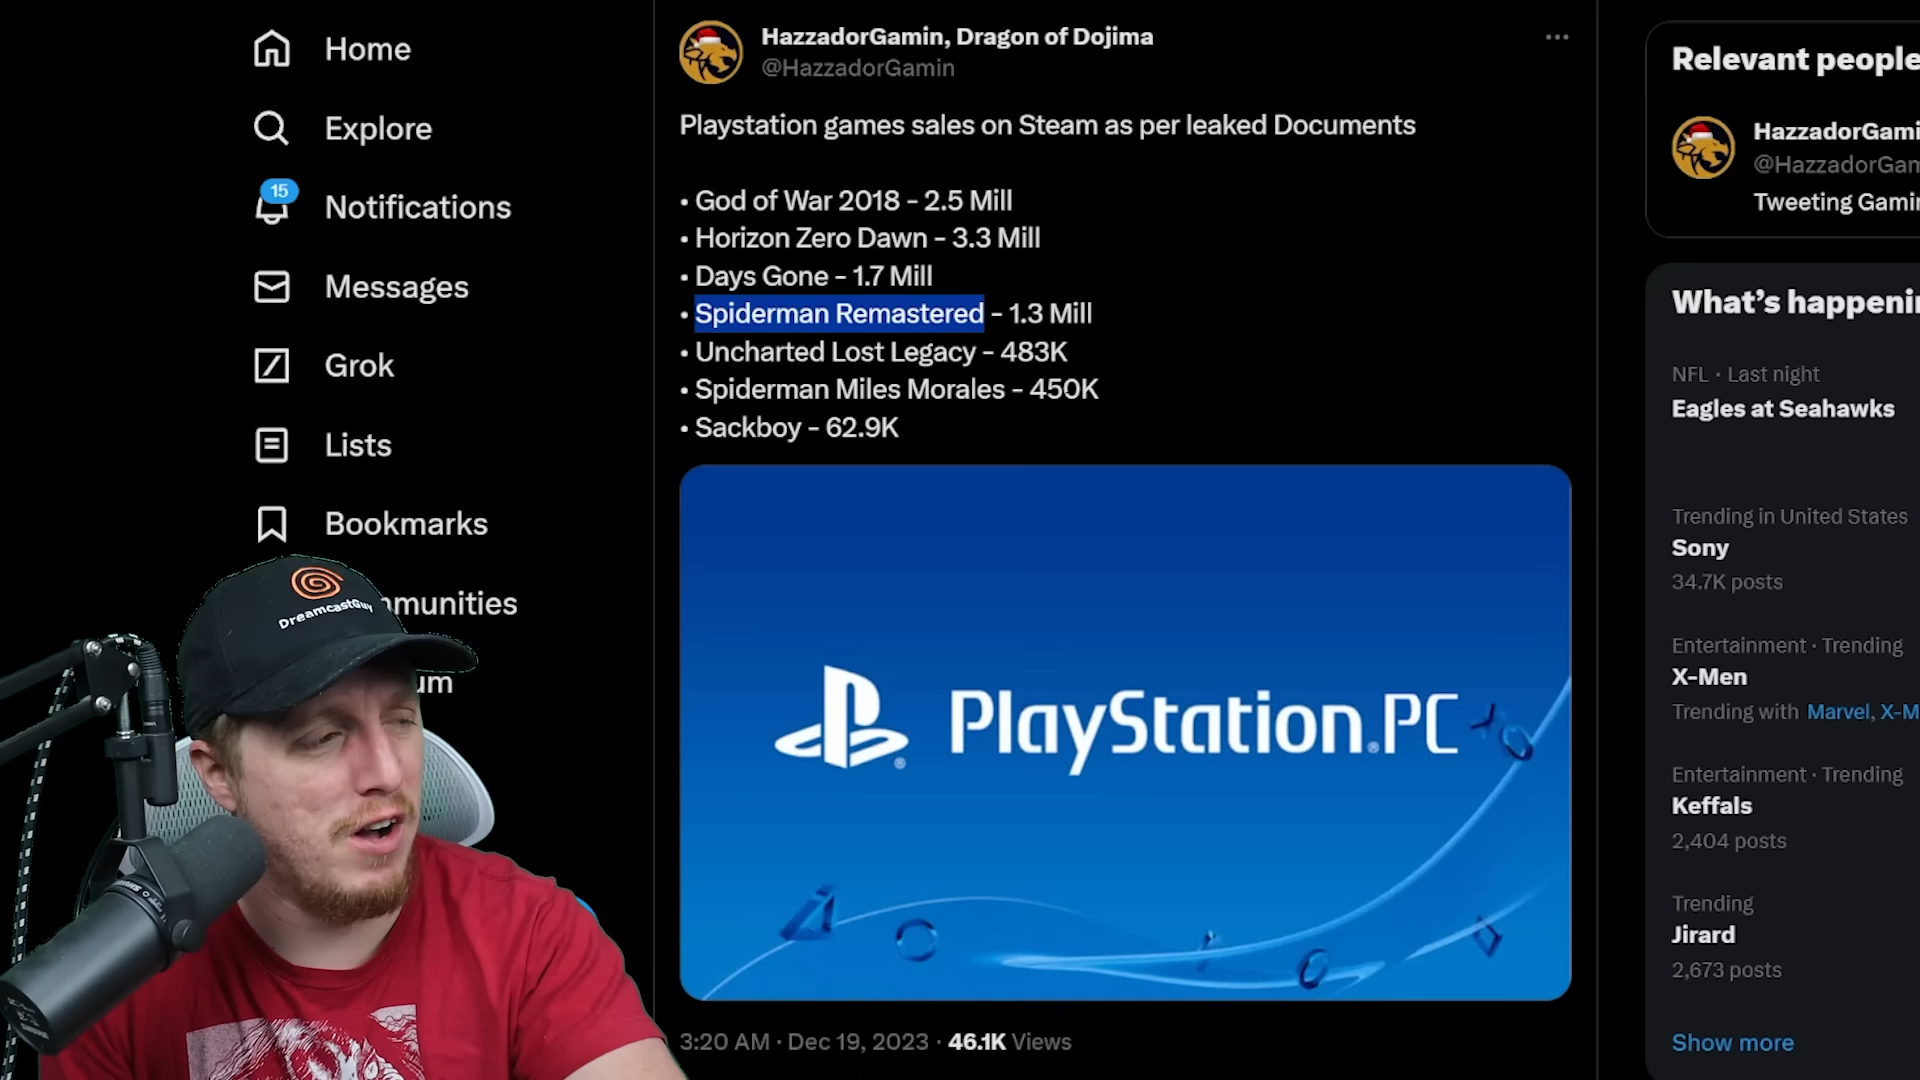 Home
Explore
15
Notifications
Messages
Grok
Lists
Bookmarks
mmunities
um
DreamcastGuy
HazzadorGamin, Dragon of Dojima
@HazzadorGamin
Playstation games sales on Steam as per leaked Documents
• God of War 2018 – 2.5 Mill
• Horizon Zero Dawn – 3.3 Mill
• Days Gone – 1.7 Mill
• Spiderman Remastered – 1.3 Mill
• Uncharted Lost Legacy – 483K
• Spiderman Miles Morales – 450K
• Sackboy – 62.9K
PlayStation®PC
3:20 AM · Dec 19, 2023 · 46.1K Views
Relevant people
HazzadorGami
@HazzadorGam
Tweeting Gamin
What’s happenin
NFL · Last night
Eagles at Seahawks
Trending in United States
Sony
34.7K posts
Entertainment · Trending
X-Men
Trending with Marvel, X-M
Entertainment · Trending
Keffals
2,404 posts
Trending
Jirard
2,673 posts
Show more